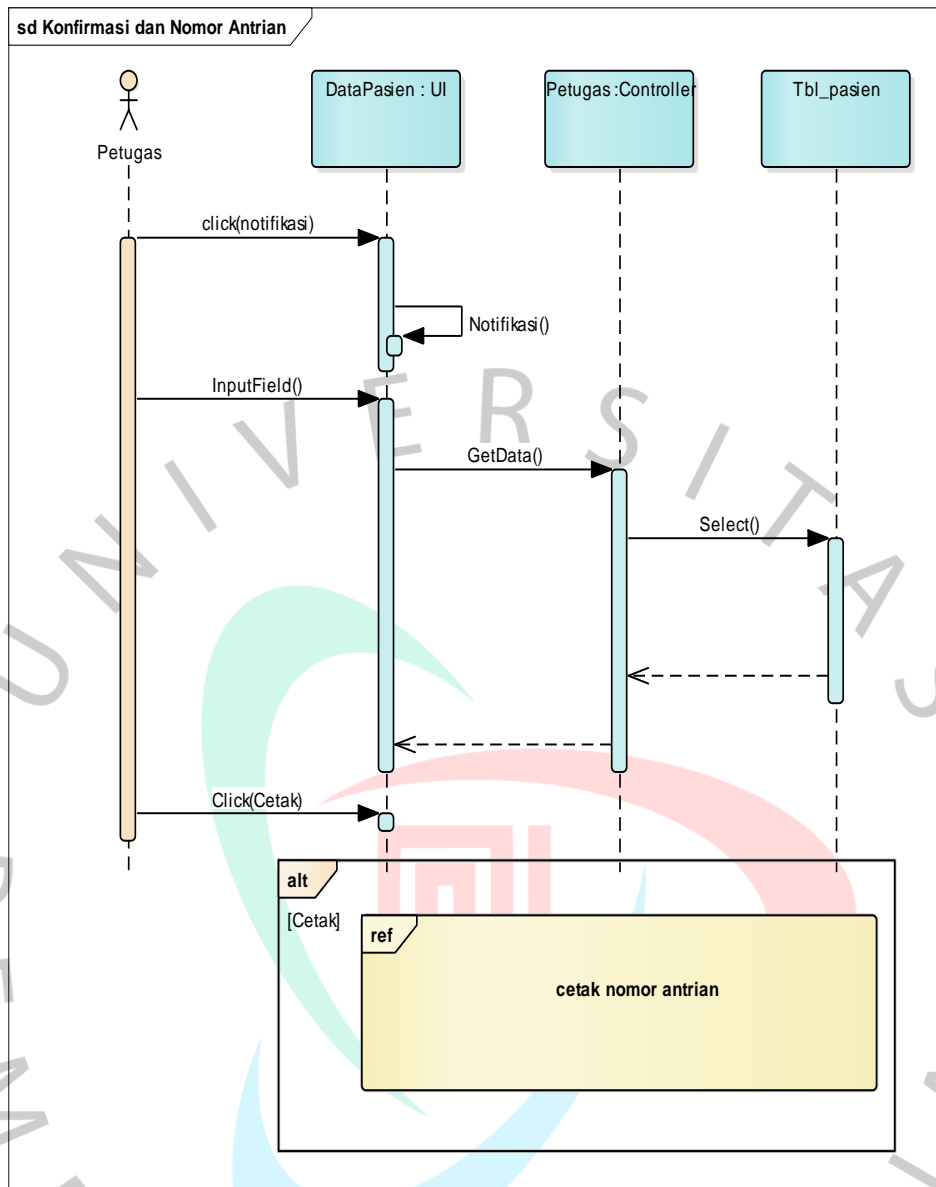 sd Konfirmasi dan Nomor Antrian
DataPasien : UI
Petugas :Controller
Tbl_pasien
Petugas
click(notifikasi)
Notifikasi()
InputField()
GetData()
Select()
Click(Cetak)
alt
[Cetak]
ref
cetak nomor antrian
UNIVERSITAS